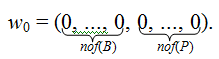 w₀ = (0, ..., 0, 0, ..., 0).
nof(B) nof(P)